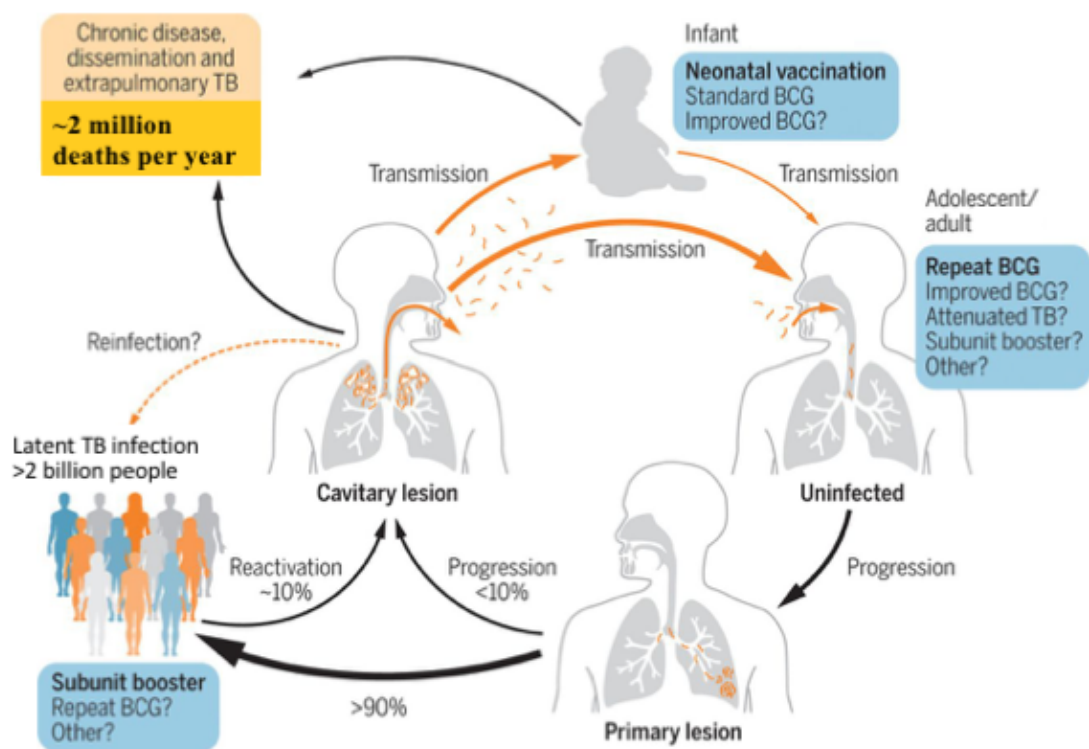 Chronic disease,
dissemination and
extrapulmonary TB
~2 million
deaths per year
Infant
Neonatal vaccination
Standard BCG
Improved BCG?
Transmission
Transmission
Transmission
Adolescent/
adult
Repeat BCG
Improved BCG?
Attenuated TB?
Subunit booster?
Other?
Reinfection?
Latent TB infection
>2 billion people
Cavitary lesion
Uninfected
Reactivation
~10%
Progression
<10%
Progression
>90%
Subunit booster
Repeat BCG?
Other?
Primary lesion